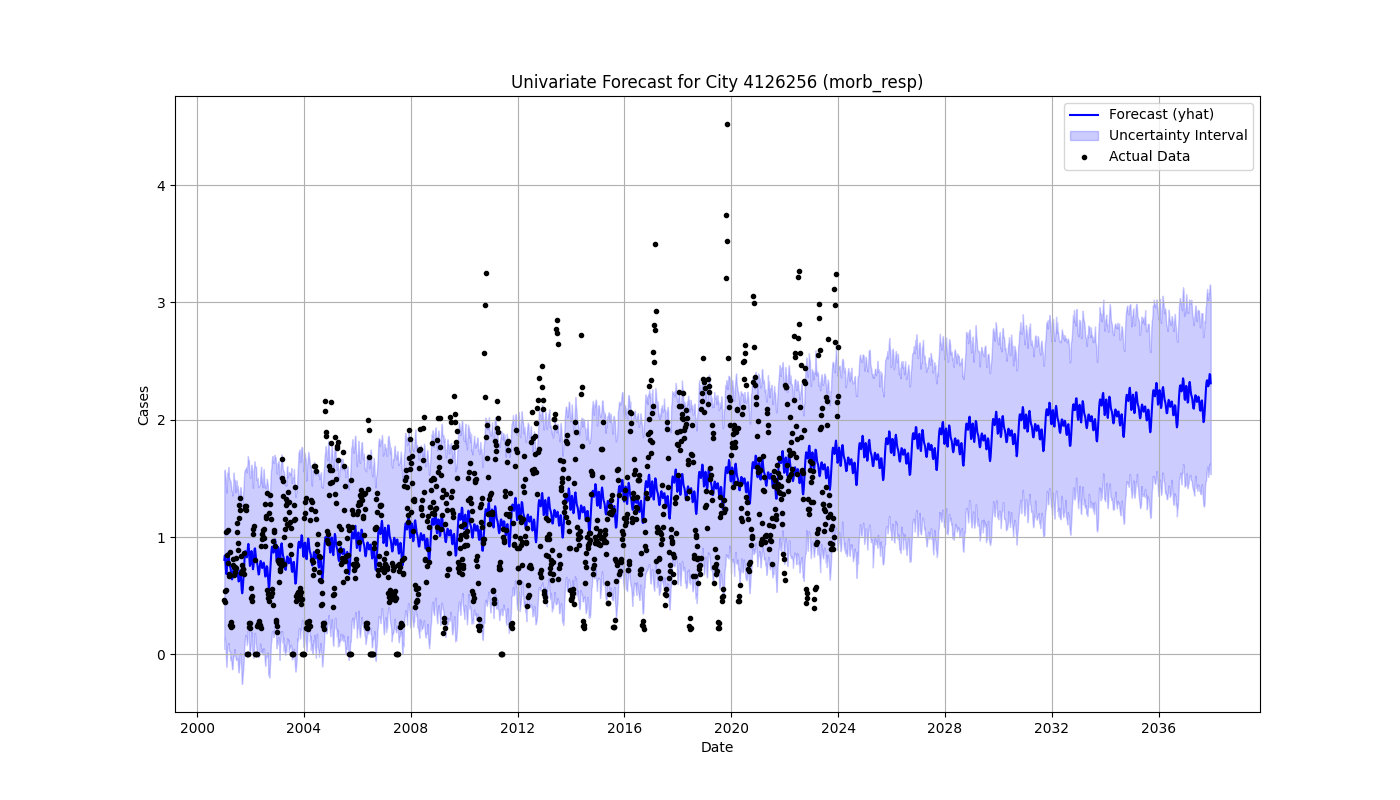 Univariate Forecast for City 4126256 (morb_resp)
Forecast (yhat)
Uncertainty Interval
Actual Data
Cases
4
3
2
1
0
2000 2004 2008 2012 2016 2020 2024 2028 2032 2036
Date